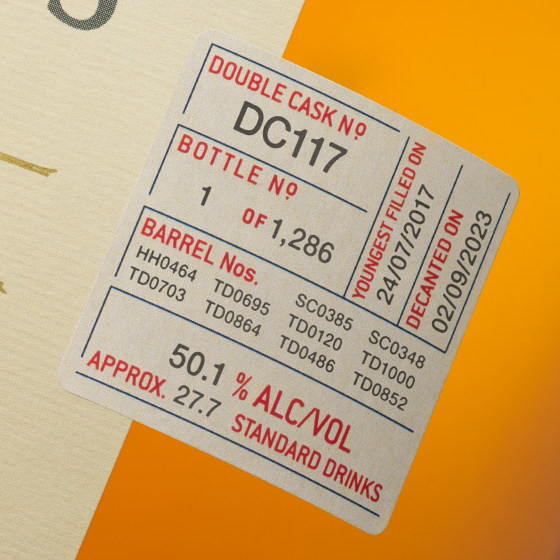 DOUBLE CASK Nº
DC117
BOTTLE Nº
1 OF 1,286
YOUNGEST FILLED ON
24/07/2017
DECANTED ON
02/09/2023
BARREL Nos.
HH0464 TD0695 SC0385 SC0348
TD0703 TD0864 TD0120 TD1000
TD0486 TD0852
50.1 % ALC/VOL
APPROX. 27.7 STANDARD DRINKS